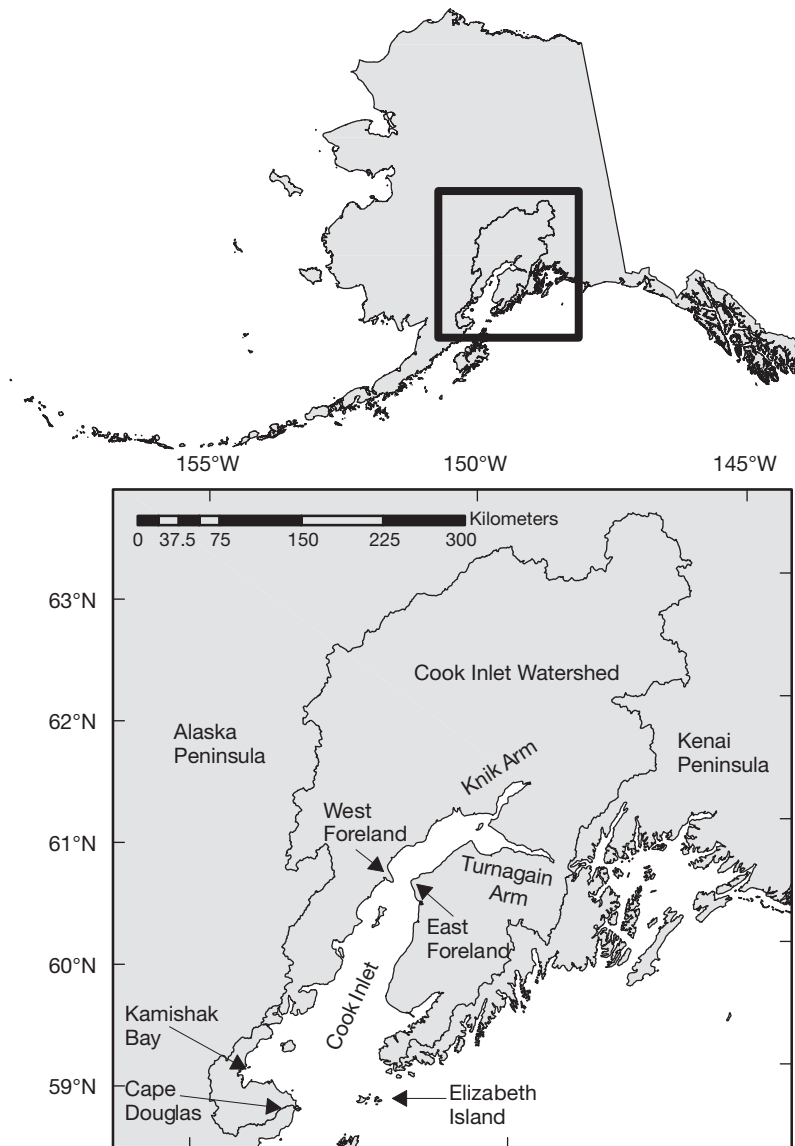 155°W 150°W 145°W
Kilometers
0 37.5 75 150 225 300
63°N
Cook Inlet Watershed
62°N
Alaska
Peninsula
Kenai
Peninsula
Knik Arm
West
Foreland
61°N
Turnagain
Arm
East
Foreland
60°N
Cook Inlet
Kamishak
Bay
59°N
Cape
Douglas
Elizabeth
Island